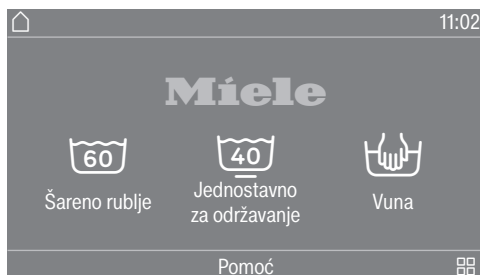 11:02
Miele
60
40
Šareno rublje
Jednostavno
za održavanje
Vuna
Pomoć